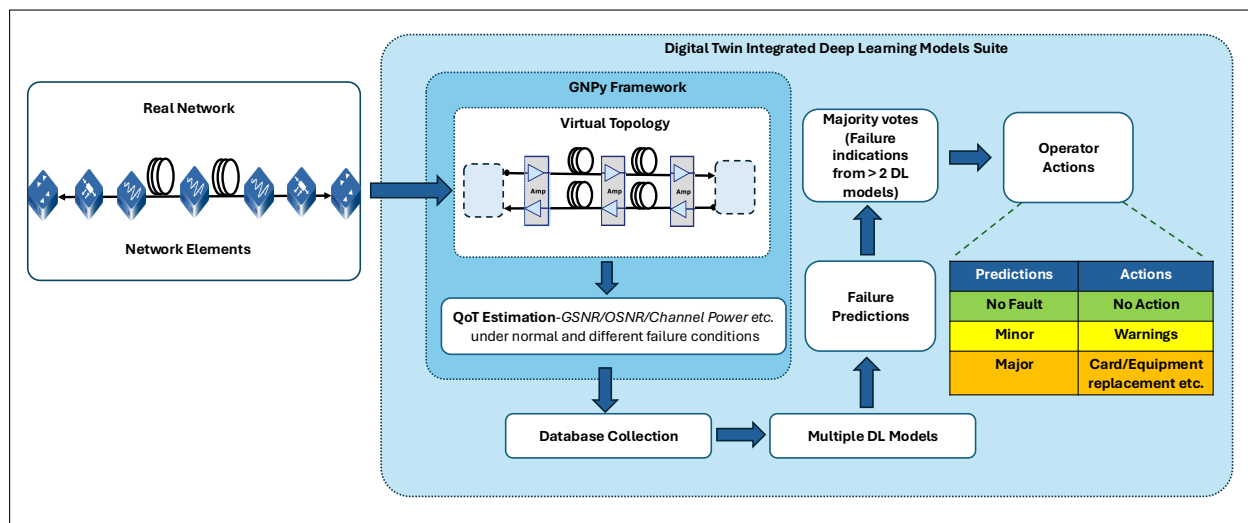 Digital Twin Integrated Deep Learning Models Suite
Real Network
Network Elements
GNPy Framework
Virtual Topology
Amp
Amp
Amp
QoT Estimation-GSNR/OSNR/Channel Power etc.
under normal and different failure conditions
Database Collection
Multiple DL Models
Failure
Predictions
Majority votes
(Failure
indications
from > 2 DL
models)
Operator
Actions
Predictions
Actions
No Fault
No Action
Minor
Warnings
Major
Card/Equipment
replacement etc.